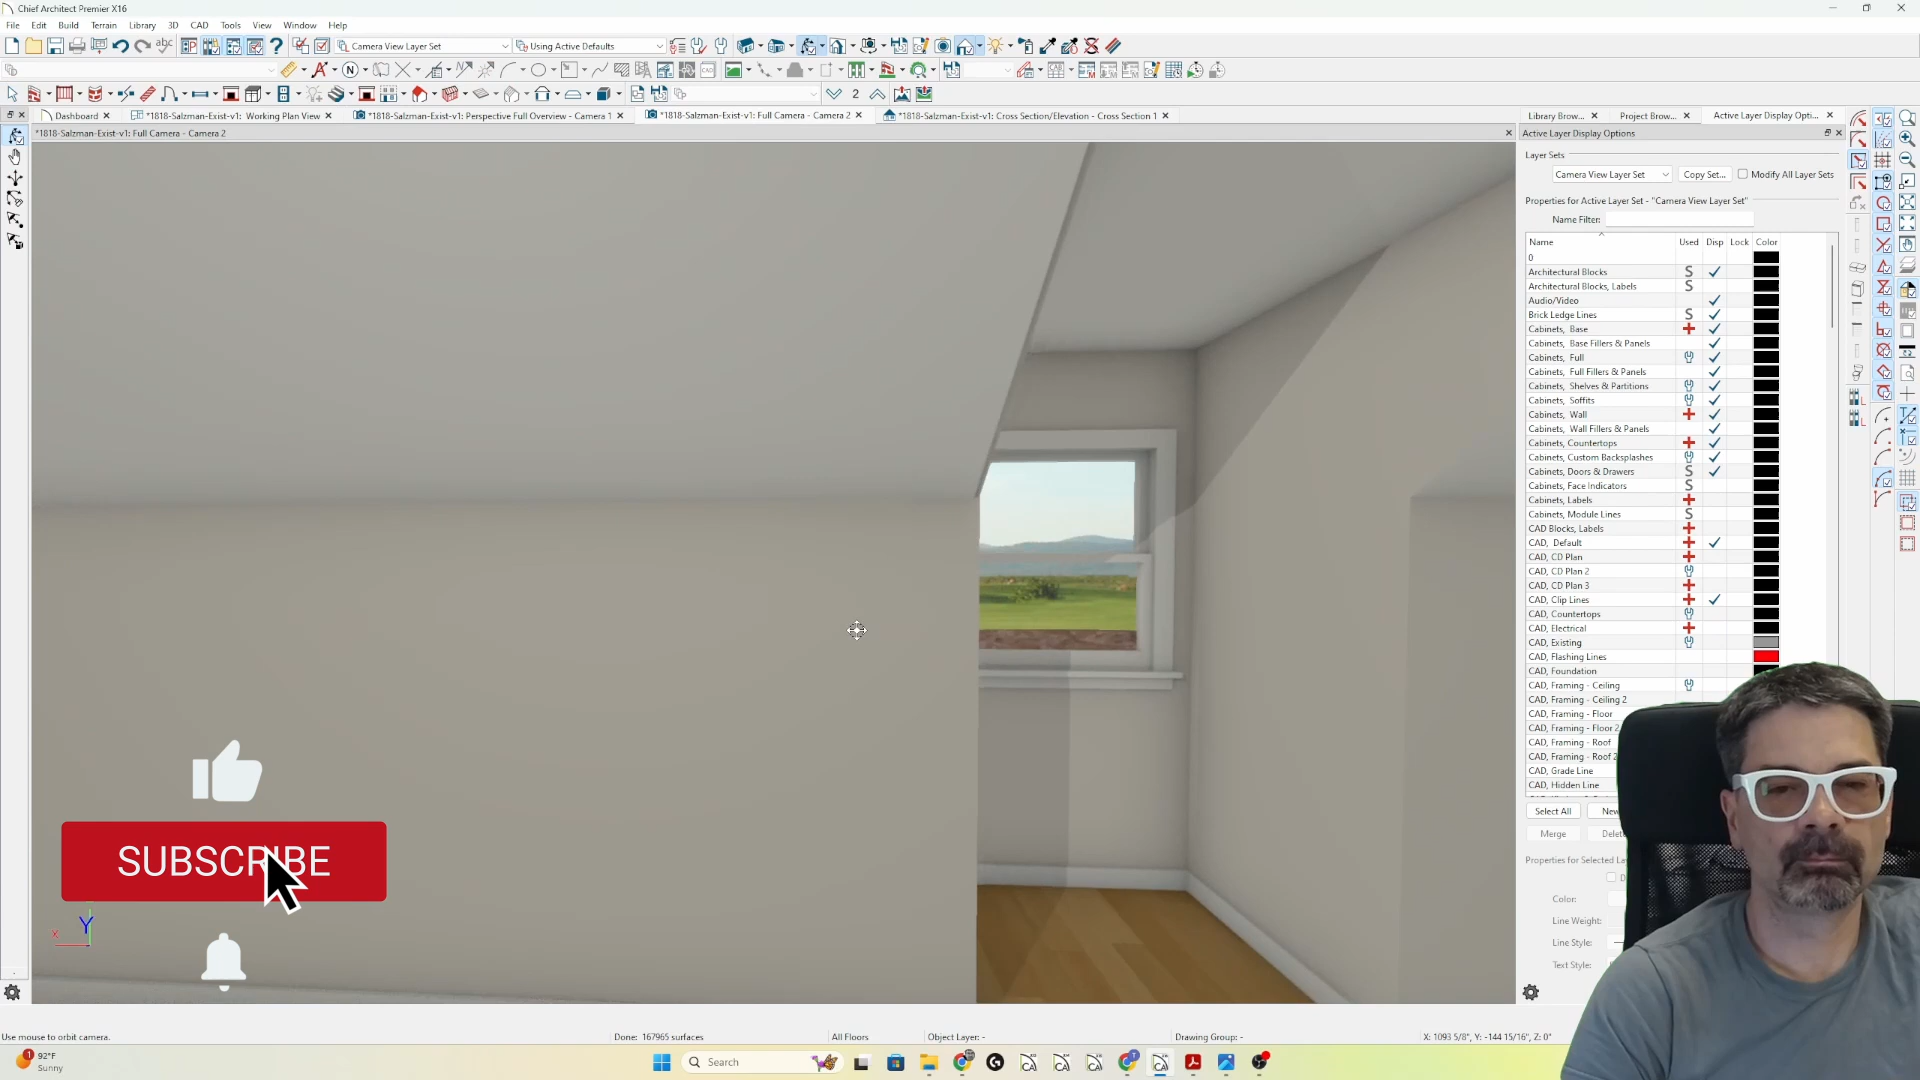 Chief Architect Premier X16
File Edit Build Terrain Library 3D CAD Tools View Window Help
Camera View Layer Set Using Active Defaults
2
Dashboard *1818-Salzman-Exist-v1: Working Plan View *1818-Salzman-Exist-v1: Perspective Full Overview - Camera 1 *1818-Salzman-Exist-v1: Full Camera - Camera 2 *1818-Salzman-Exist-v1: Cross Section/Elevation - Cross Section 1 Library Brow... Project Brow... Active Layer Display Opti...
*1818-Salzman-Exist-v1: Full Camera - Camera 2 Active Layer Display Options
Layer Sets
Camera View Layer Set Copy Set... Modify All Layer Sets
Properties for Active Layer Set - "Camera View Layer Set"
Name Filter:
Name Used Disp Lock Color
0
Architectural Blocks S
Architectural Blocks, Labels S
Audio/Video
Brick Ledge Lines S
Cabinets, Base
Cabinets, Base Fillers & Panels
Cabinets, Full
Cabinets, Full Fillers & Panels
Cabinets, Shelves & Partitions
Cabinets, Soffits
Cabinets, Wall
Cabinets, Wall Fillers & Panels
Cabinets, Countertops
Cabinets, Custom Backsplashes
Cabinets, Doors & Drawers S
Cabinets, Face Indicators S
Cabinets, Labels
Cabinets, Module Lines S
CAD Blocks, Labels
CAD, Default
CAD, CD Plan
CAD, CD Plan 2
CAD, CD Plan 3
CAD, Clip Lines
CAD, Countertops
CAD, Electrical
CAD, Existing
CAD, Flashing Lines
CAD, Foundation
CAD, Framing - Ceiling
CAD, Framing - Ceiling 2
CAD, Framing - Floor
CAD, Framing - Floor 2
CAD, Framing - Roof
CAD, Framing - Roof 2
CAD, Grade Line
CAD, Hidden Line
Select All New
Merge Delet
Properties for Selected La
D
Color:
Line Weight:
Line Style:
Text Style:
SUBSCRIBE
Y
X
Use mouse to orbit camera. Done: 167965 surfaces All Floors Object Layer: - Drawing Group: - X: 1093 5/8", Y: -144 15/16", Z: 0"
1 92°F
Sunny
Search